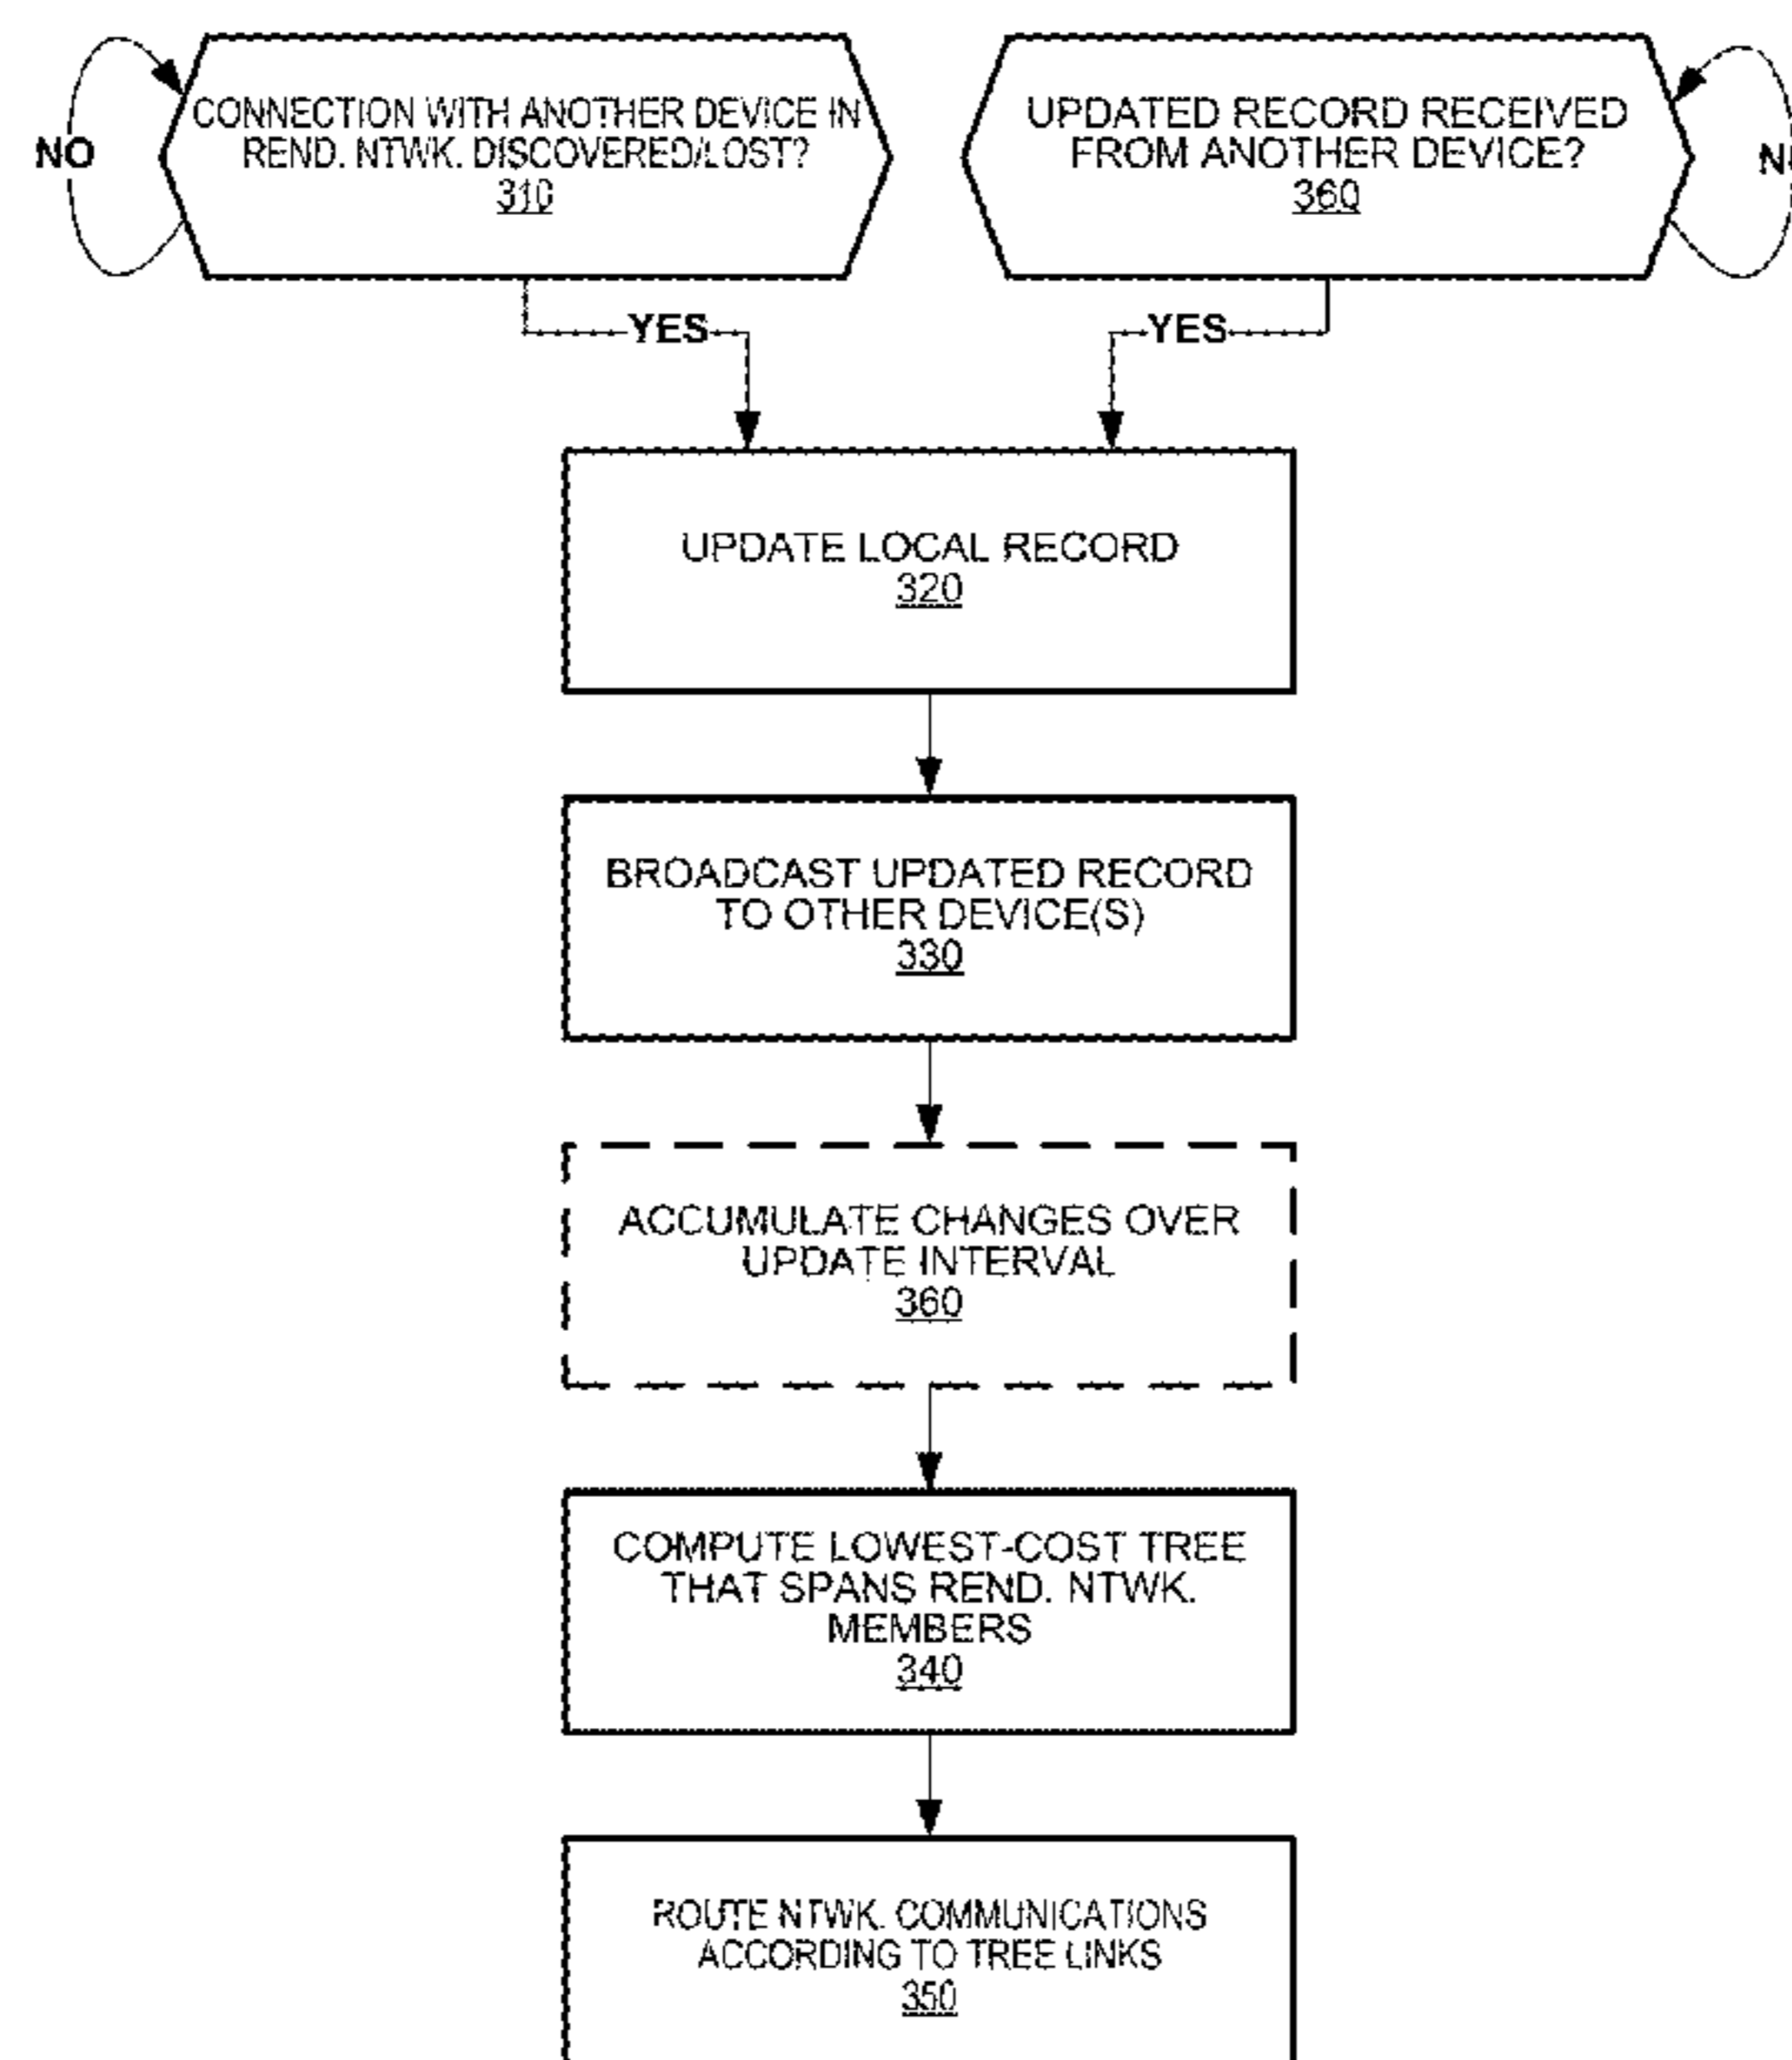 CONNECTION WITH ANOTHER DEVICE IN
REND. NTWK. DISCOVERED/LOST?
310
NO
UPDATED RECORD RECEIVED
FROM ANOTHER DEVICE?
360
YES
YES
UPDATE LOCAL RECORD
320
BROADCAST UPDATED RECORD
TO OTHER DEVICE(S)
330
ACCUMULATE CHANGES OVER
UPDATE INTERVAL
360
COMPUTE LOWEST-COST TREE
THAT SPANS REND. NTWK.
MEMBERS
340
ROUTE NTWK. COMMUNICATIONS
ACCORDING TO TREE LINKS
350